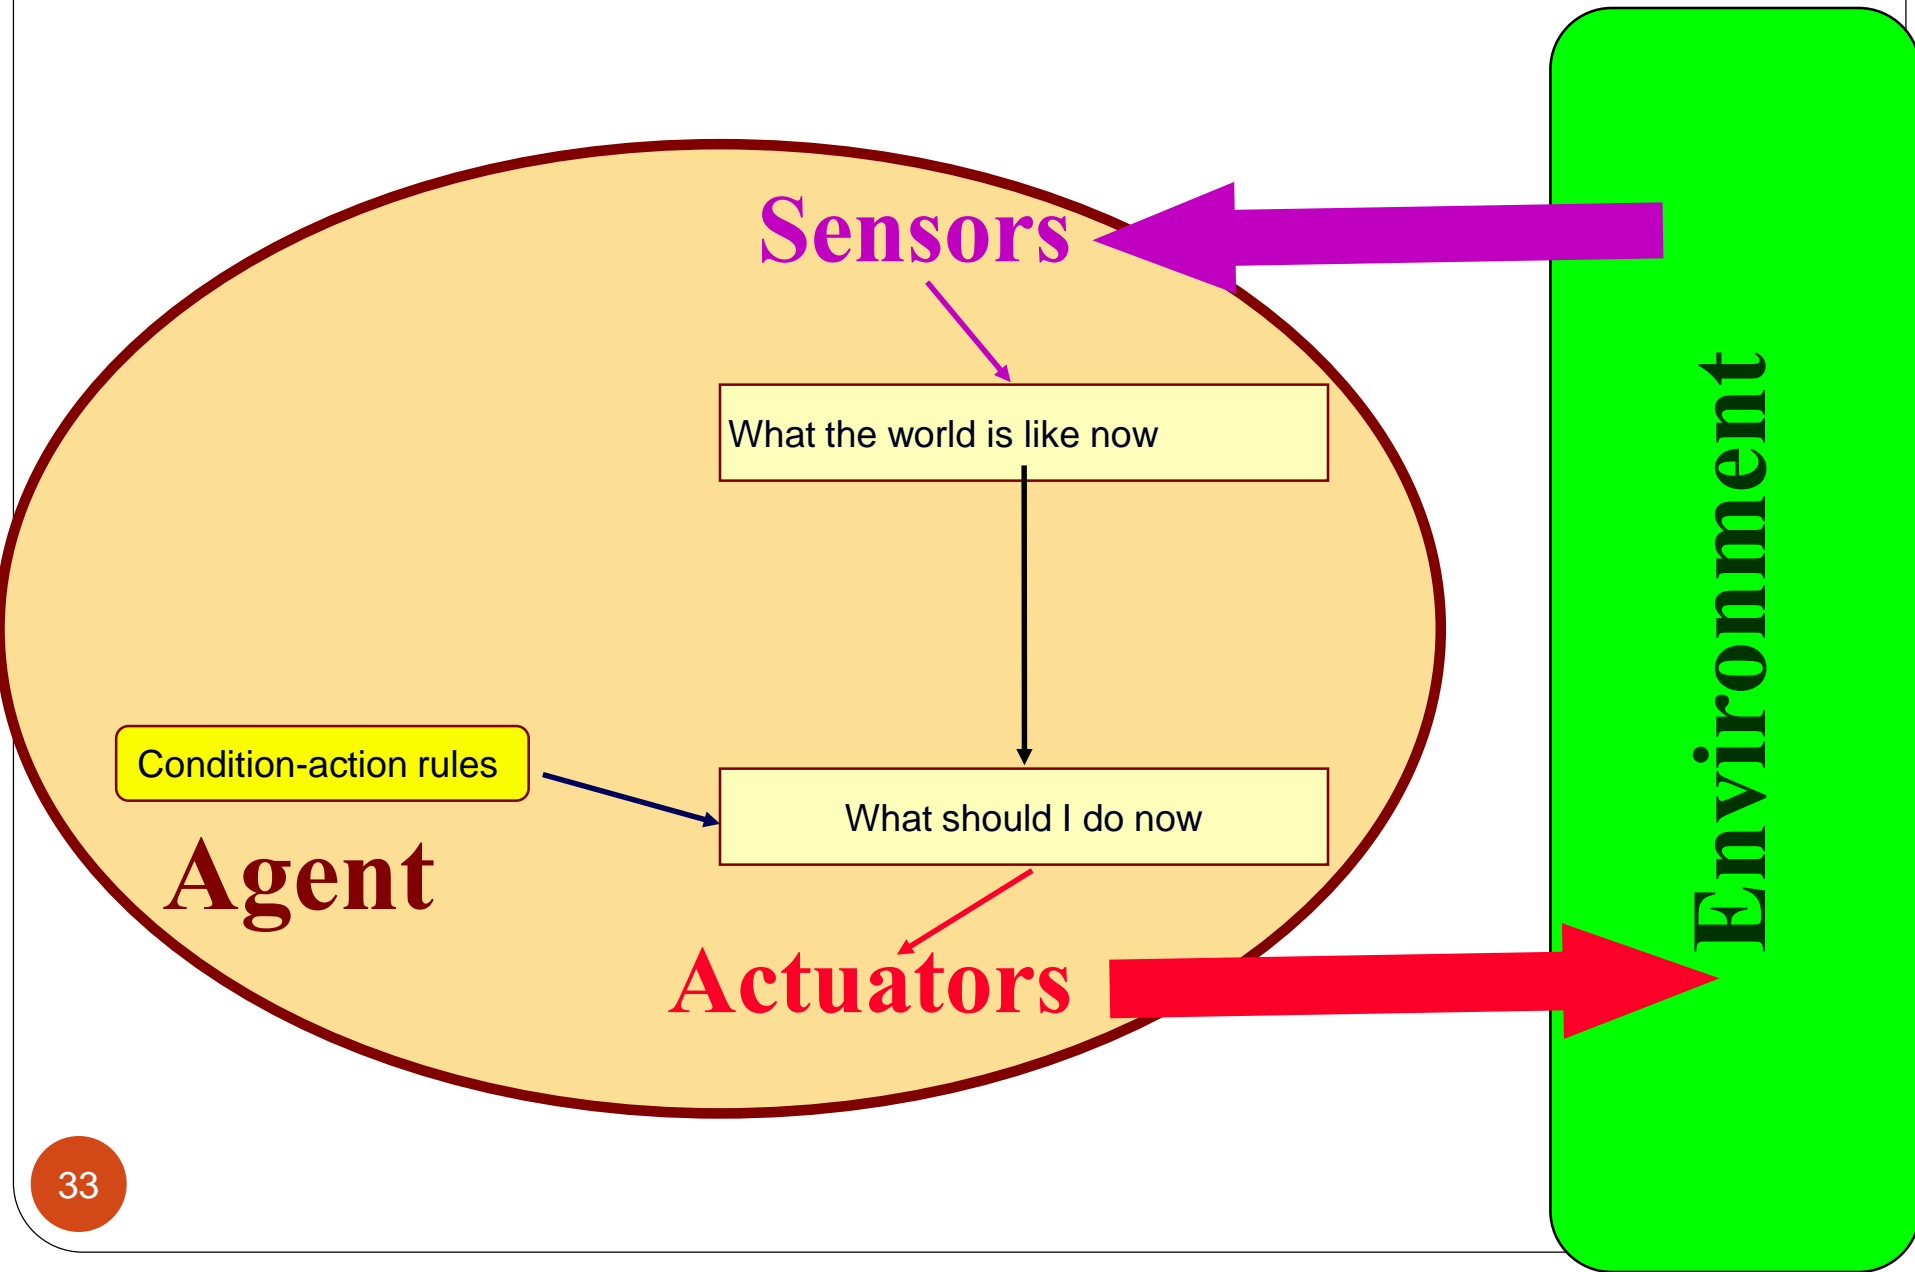 Sensors
What the world is like now
Environment
Condition-action rules
What should I do now
Agent
Actuators
33